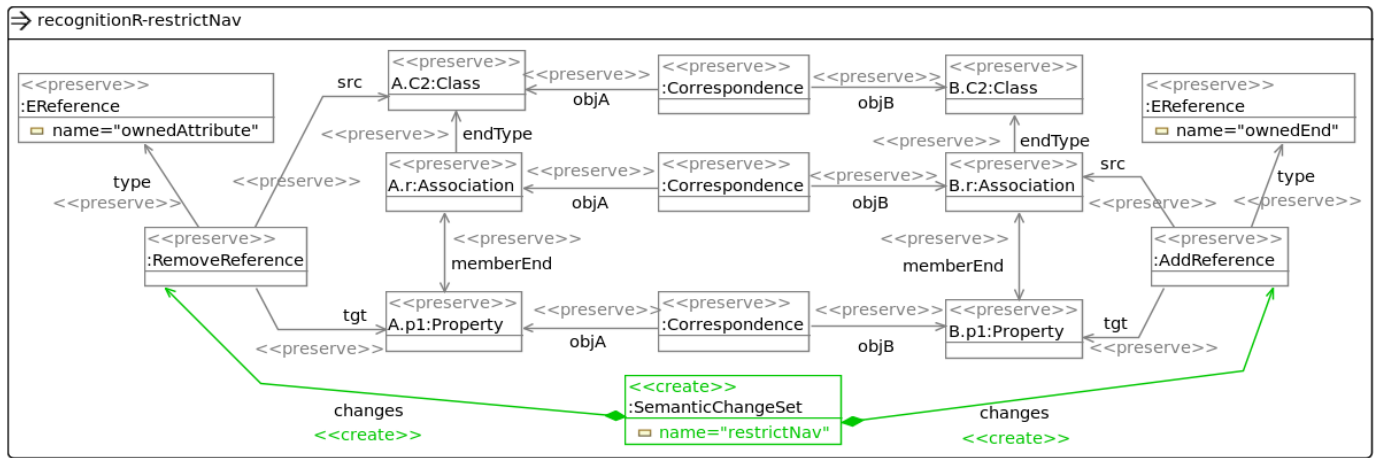 recognitionR-restrictNav
<<preserve>>
:EReference
name="ownedAttribute"
src
<<preserve>>
A.C2:Class
<<preserve>>
objA
<<preserve>>
:Correspondence
<<preserve>>
objB
<<preserve>>
B.C2:Class
<<preserve>>
:EReference
name="ownedEnd"
<<preserve>>
endType
<<preserve>>
endType
type
<<preserve>>
<<preserve>>
<<preserve>>
A.r:Association
<<preserve>>
objA
<<preserve>>
:Correspondence
<<preserve>>
objB
<<preserve>>
B.r:Association
src
<<preserve>>
type
<<preserve>>
<<preserve>>
:RemoveReference
<<preserve>>
memberEnd
<<preserve>>
memberEnd
<<preserve>>
:AddReference
tgt
<<preserve>>
<<preserve>>
A.p1:Property
<<preserve>>
objA
<<preserve>>
:Correspondence
<<preserve>>
objB
<<preserve>>
B.p1:Property
tgt
<<preserve>>
changes
<<create>>
<<create>>
:SemanticChangeSet
name="restrictNav"
changes
<<create>>